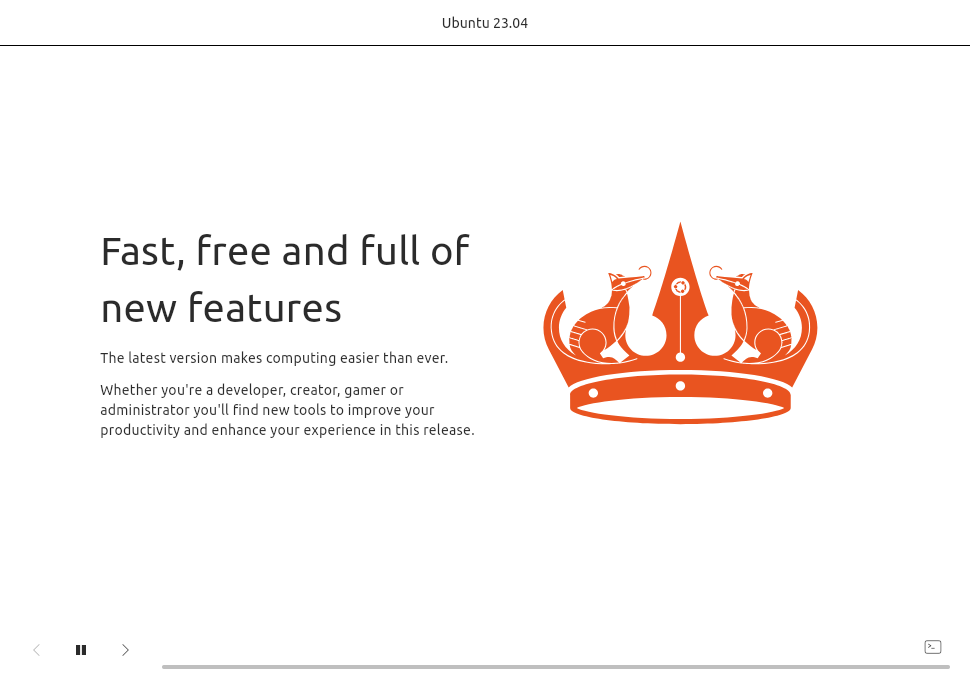 Ubuntu 23.04
Fast, free and full of
new features
The latest version makes computing easier than ever.
Whether you're a developer, creator, gamer or
administrator you'll find new tools to improve your
productivity and enhance your experience in this release.